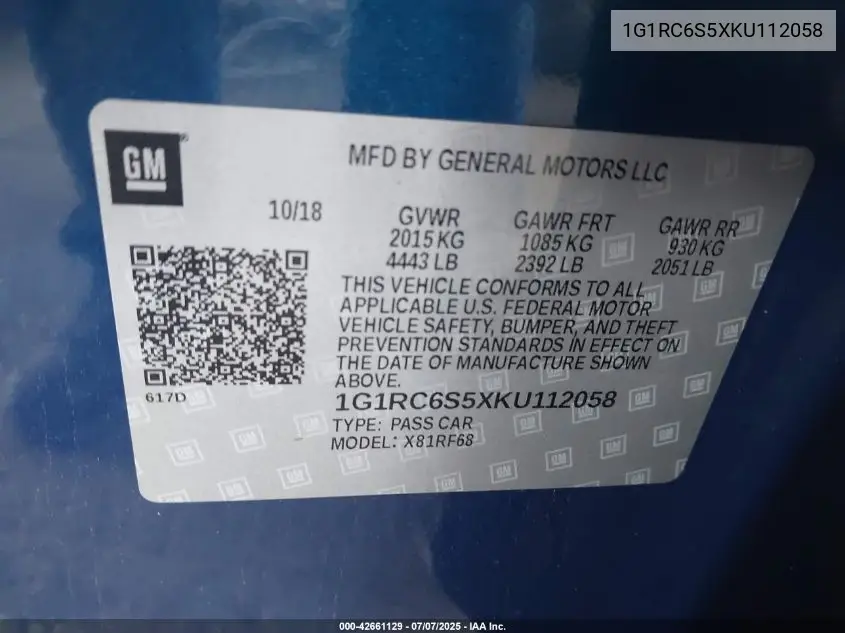 1G1RC6S5XKU112058
GM®
MFD BY GENERAL MOTORS LLC
10/18
GVWR
2015 KG
4443 LB
GAWR FRT
1085 KG
2392 LB
GAWR RR
930 KG
2051 LB
THIS VEHICLE CONFORMS TO ALL
APPLICABLE U.S. FEDERAL MOTOR
VEHICLE SAFETY, BUMPER, AND THEFT
PREVENTION STANDARDS IN EFFECT ON
THE DATE OF MANUFACTURE SHOWN
ABOVE.
617D
1G1RC6S5XKU112058
TYPE: PASS CAR
MODEL: X81RF68
000-42661129 - 07/07/2025 - IAA Inc.